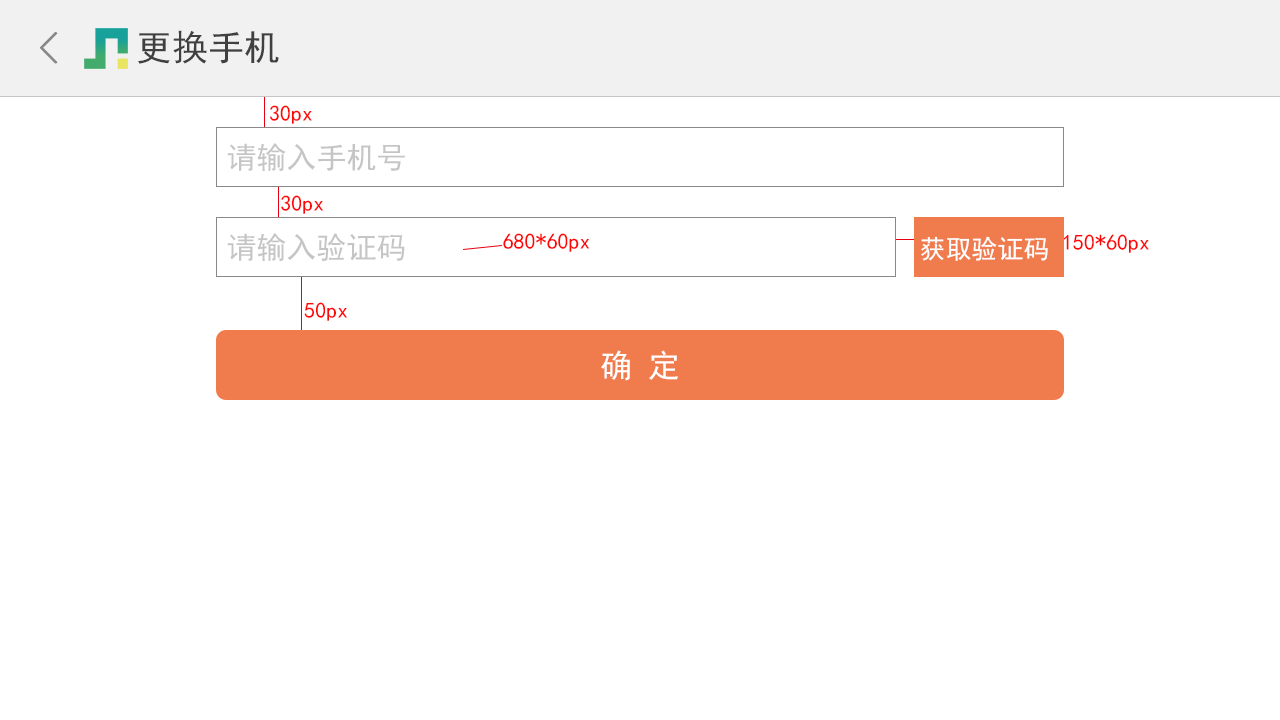 更换手机
30px
请输入手机号
30px
请输入验证码
680*60px
获取验证码
150*60px
50px
确 定